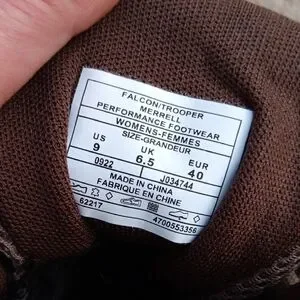 FALCON/TROOPER
MERRELL
PERFORMANCE FOOTWEAR
WOMENS-FEMMES
SIZE-GRANDEUR
US UK EUR
9 6.5 40
0922 J034744
MADE IN CHINA
FABRIQUE EN CHINE
62217 4700553356